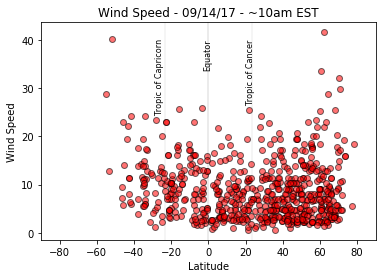 Wind Speed - 09/14/17 - ~10am EST
Wind Speed
40
30
20
10
0
Tropic of Capricorn
Equator
Tropic of Cancer
−80 −60 −40 −20 0 20 40 60 80
Latitude